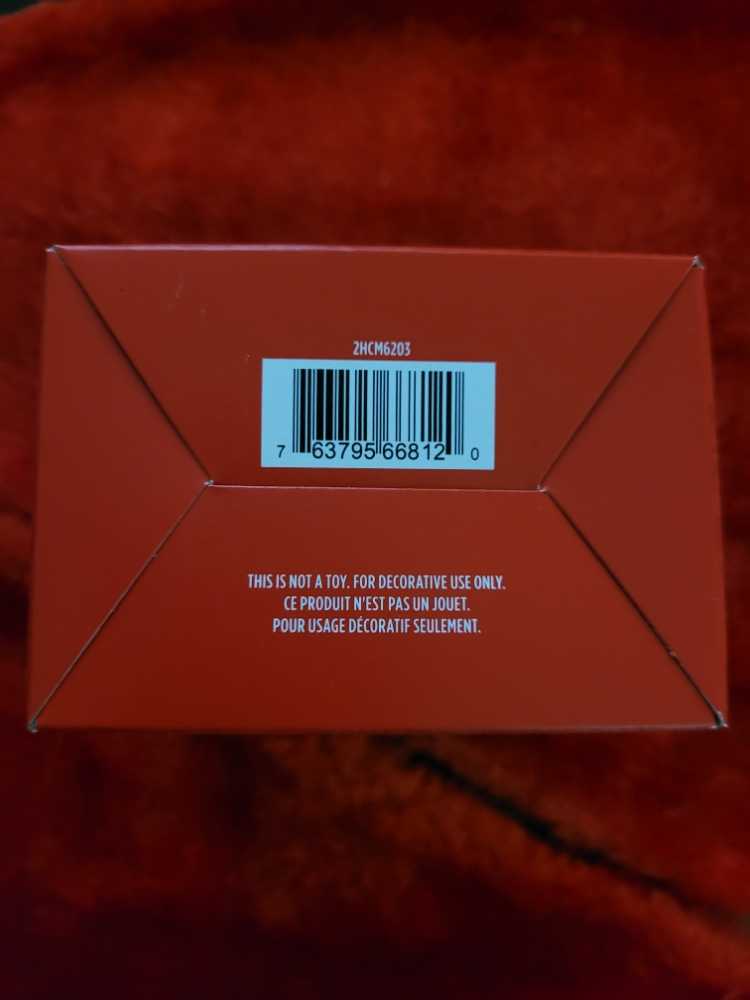 2HCM6203
7 63795 66812 0
THIS IS NOT A TOY. FOR DECORATIVE USE ONLY.
CE PRODUIT N'EST PAS UN JOUET.
POUR USAGE DÉCORATIF SEULEMENT.